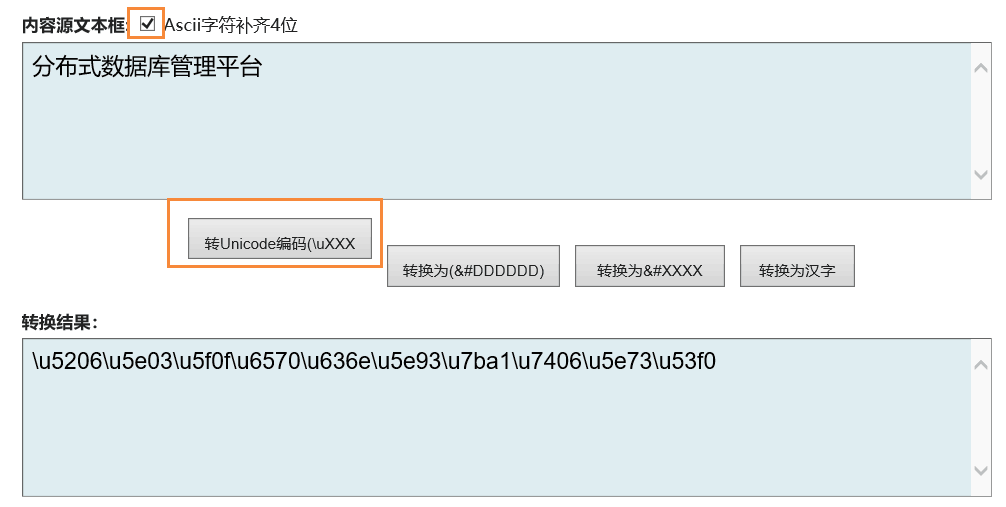 内容源文本框: Ascii字符补齐4位
分布式数据库管理平台
转Unicode编码(\uXXX
转换为(&#DDDDDD) 转换为&#XXXX 转换为汉字
转换结果：
\u5206\u5e03\u5f0f\u6570\u636e\u5e93\u7ba1\u7406\u5e73\u53f0